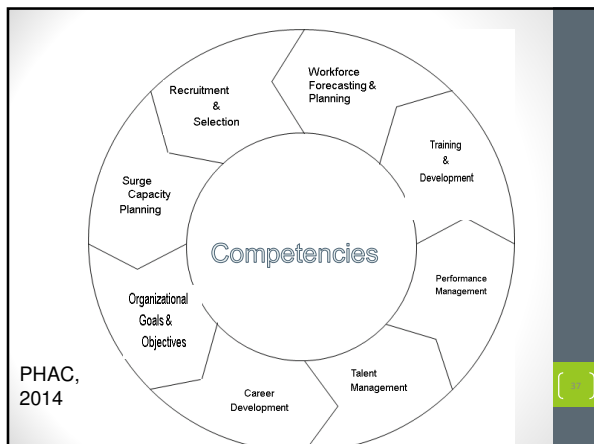 Workforce
Forecasting &
Planning
Training
&
Development
Performance
Management
Talent
Management
Career
Development
Organizational
Goals &
Objectives
Surge
Capacity
Planning
Recruitment
&
Selection
Competencies
PHAC,
2014
37